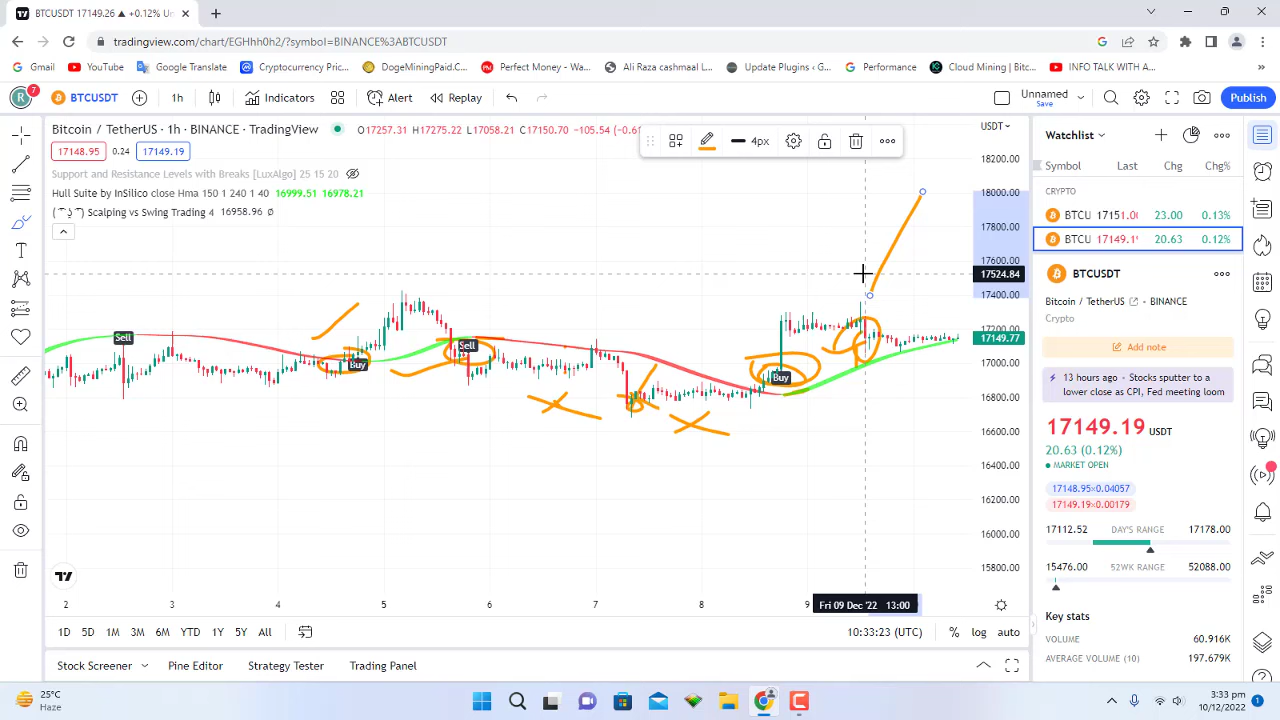 BTCUSDT 17149.26 ▲ +0.12% Un
tradingview.com/chart/EGHhh0h2/?symbol=BINANCE%3ABTCUSDT
Gmail YouTube Google Translate Cryptocurrency Pric... DogeMiningPaid.C... Perfect Money - Wa... Ali Raza cashmaal L... Update Plugins ‹ G... Performance Cloud Mining | Bitc... INFO TALK WITH A...
R 7 BTCUSDT 1h Indicators Alert Replay Unnamed Save Publish
Bitcoin / TetherUS · 1h · BINANCE · TradingView O17257.31 H17275.22 L17058.21 C17150.70 -105.54 (-0.6
4px
USDT
17148.95 0.24 17149.19
Support and Resistance Levels with Breaks [LuxAlgo] 25 15 20
Hull Suite by InSilico close Hma 150 1 240 1 40 16999.51 16978.21
Scalping vs Swing Trading 4 16958.96 ø
18200.00
18000.00
17800.00
17600.00
17524.84
17400.00
17200.00
17149.77
17000.00
16800.00
16600.00
16400.00
16200.00
16000.00
15800.00
Sell
Buy
Sell
Buy
2 3 4 5 6 7 8 9 Fri 09 Dec '22 13:00
1D 5D 1M 3M 6M YTD 1Y 5Y All 10:33:23 (UTC) % log auto
Stock Screener Pine Editor Strategy Tester Trading Panel
Watchlist
Symbol Last Chg Chg%
CRYPTO
BTCU 17151.00 23.00 0.13%
BTCU 17149.19 20.63 0.12%
BTCUSDT
Bitcoin / TetherUS · BINANCE
Crypto
Add note
13 hours ago · Stocks sputter to a
lower close as CPI, Fed meeting loom
17149.19 USDT
20.63 (0.12%)
MARKET OPEN
17148.95×0.04057
17149.19×0.00179
17112.52 DAY'S RANGE 17178.00
15476.00 52WK RANGE 52088.00
Key stats
VOLUME 60.916K
AVERAGE VOLUME (10) 197.679K
25°C
Haze
3:33 pm
10/12/2022